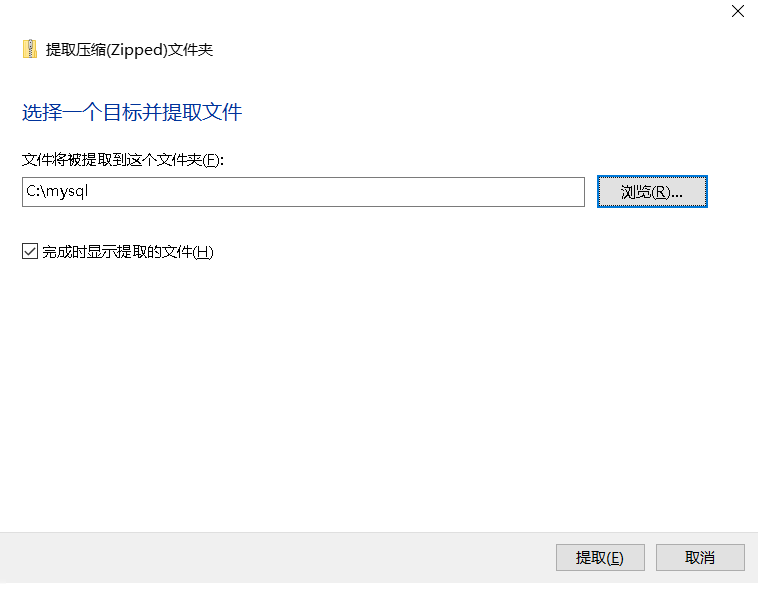 提取压缩(Zipped)文件夹
选择一个目标并提取文件
文件将被提取到这个文件夹(F):
C:\mysql
浏览(R)...
完成时显示提取的文件(H)
提取(E)
取消